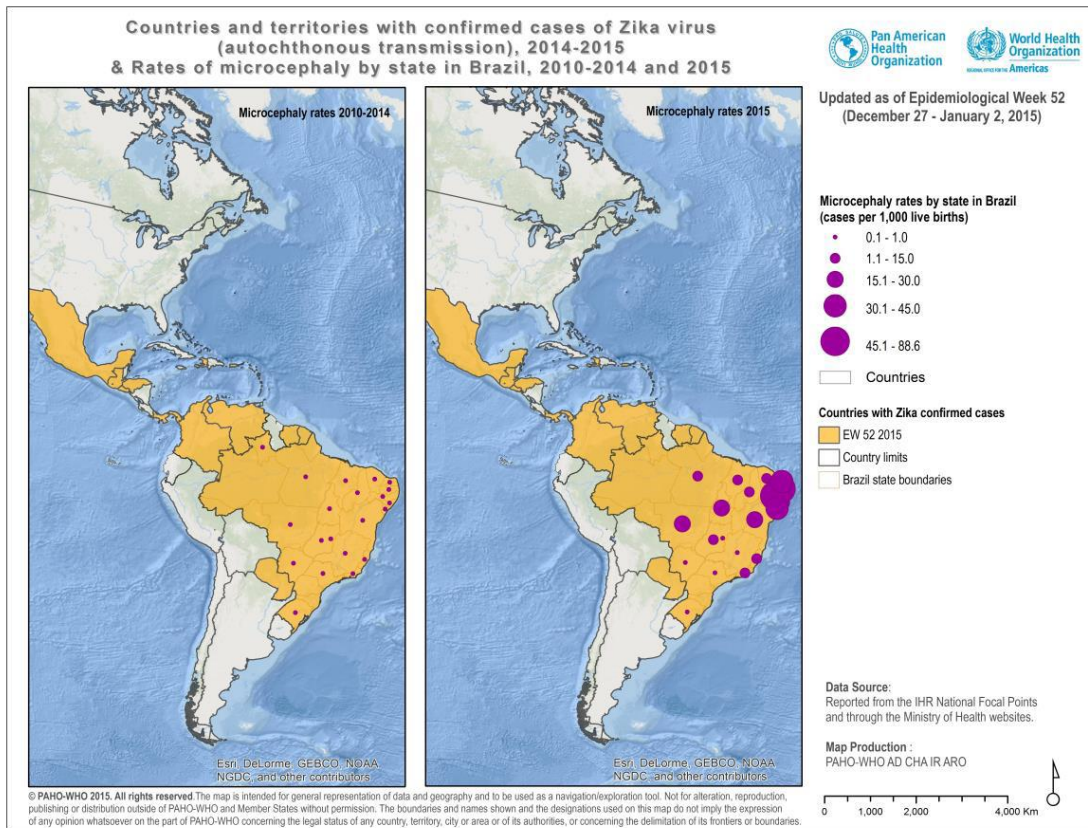 Countries and territories with confirmed cases of Zika virus
(autochthonous transmission), 2014-2015
& Rates of microcephaly by state in Brazil, 2010-2014 and 2015
Pan American
Health
Organization
World Health
Organization
REGIONAL OFFICE FOR THE Americas
Updated as of Epidemiological Week 52
(December 27 - January 2, 2015)
Microcephaly rates 2010-2014
Microcephaly rates 2015
Microcephaly rates by state in Brazil
(cases per 1,000 live births)
0.1 - 1.0
1.1 - 15.0
15.1 - 30.0
30.1 - 45.0
45.1 - 88.6
Countries
Countries with Zika confirmed cases
EW 52 2015
Country limits
Brazil state boundaries
Data Source:
Reported from the IHR National Focal Points
and through the Ministry of Health websites.
Map Production :
PAHO-WHO AD CHA IR ARO
Esri, DeLorme, GEBCO, NOAA
NGDC, and other contributors
Esri, DeLorme, GEBCO, NOAA
NGDC, and other contributors
0 1,000 2,000 4,000 Km
© PAHO-WHO 2015. All rights reserved.The map is intended for general representation of data and geography and to be used as a navigation/exploration tool. Not for alteration, reproduction,
publishing or distribution outside of PAHO-WHO and Member States without permission. The boundaries and names shown and the designations used on this map do not imply the expression
of any opinion whatsoever on the part of PAHO-WHO concerning the legal status of any country, territory, city or area or of its authorities, or concerning the delimitation of its frontiers or boundaries.